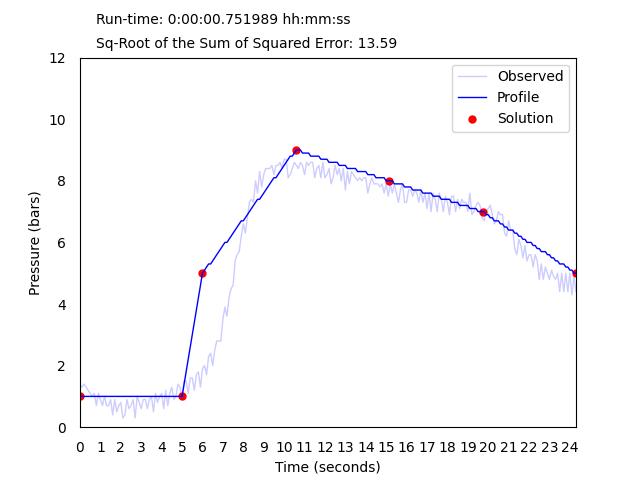 Run-time: 0:00:00.751989 hh:mm:ss
Sq-Root of the Sum of Squared Error: 13.59
12
10
8
6
4
2
0
Pressure (bars)
Observed
Profile
Solution
0 1 2 3 4 5 6 7 8 9 10 11 12 13 14 15 16 17 18 19 20 21 22 23 24
Time (seconds)